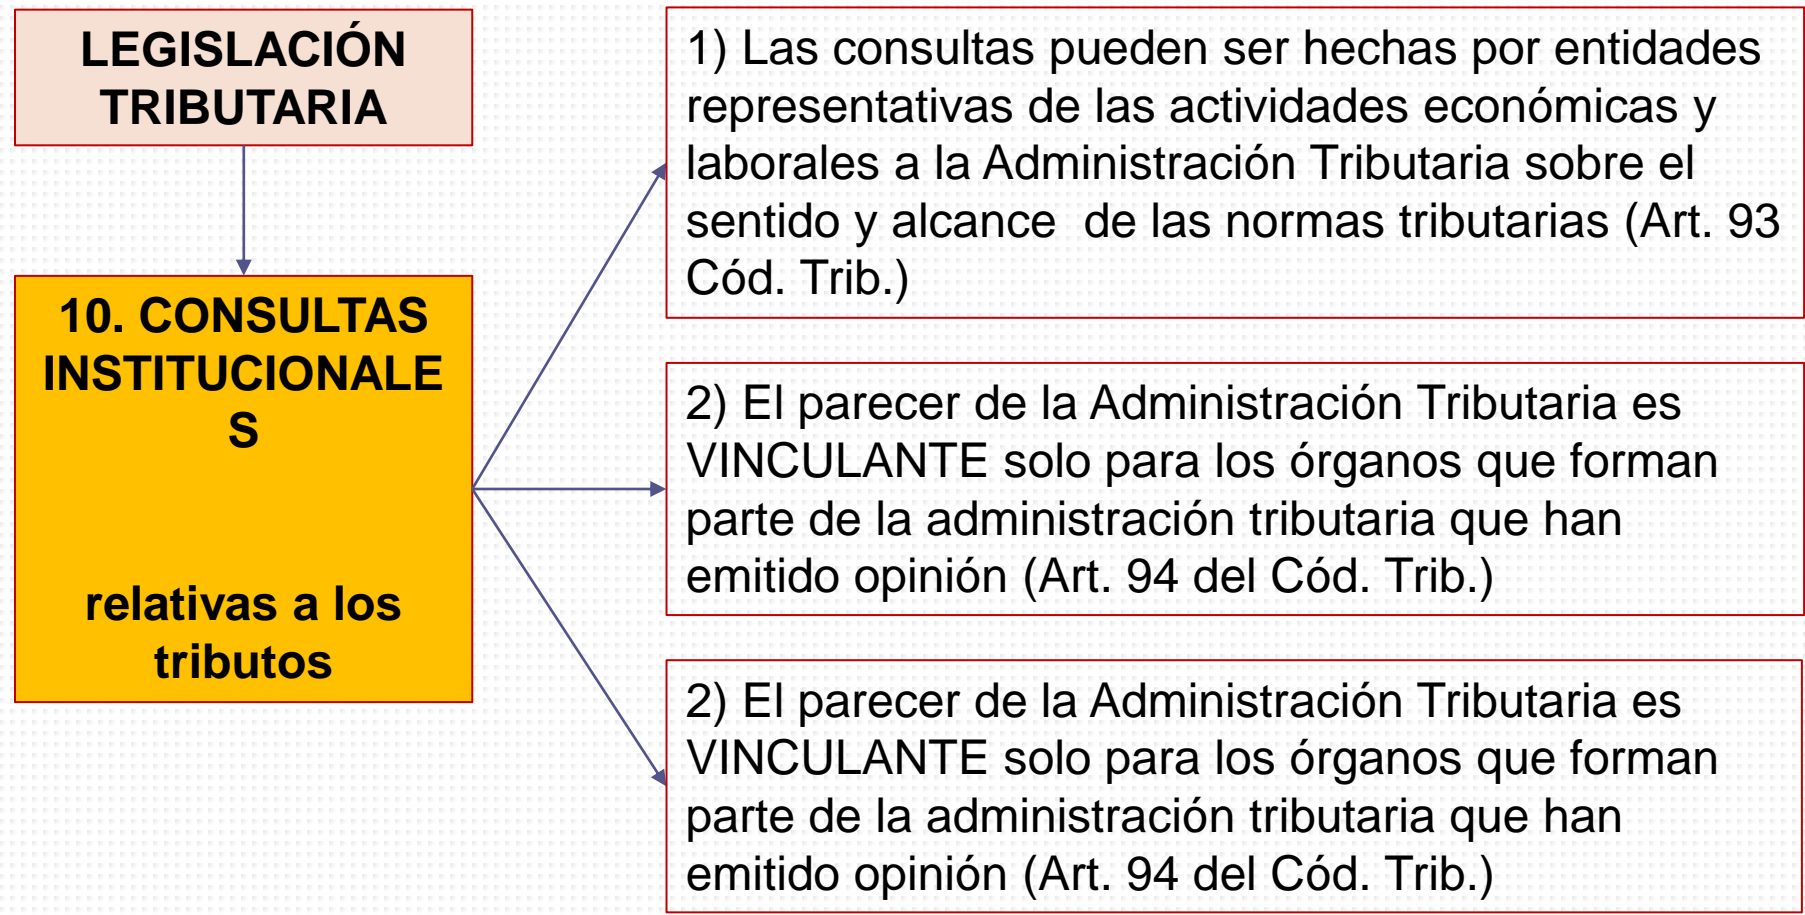 LEGISLACIÓN
TRIBUTARIA
10. CONSULTAS
INSTITUCIONALE
S
relativas a los
tributos
1) Las consultas pueden ser hechas por entidades
representativas de las actividades económicas y
laborales a la Administración Tributaria sobre el
sentido y alcance  de las normas tributarias (Art. 93
Cód. Trib.)
2) El parecer de la Administración Tributaria es
VINCULANTE solo para los órganos que forman
parte de la administración tributaria que han
emitido opinión (Art. 94 del Cód. Trib.)
2) El parecer de la Administración Tributaria es
VINCULANTE solo para los órganos que forman
parte de la administración tributaria que han
emitido opinión (Art. 94 del Cód. Trib.)